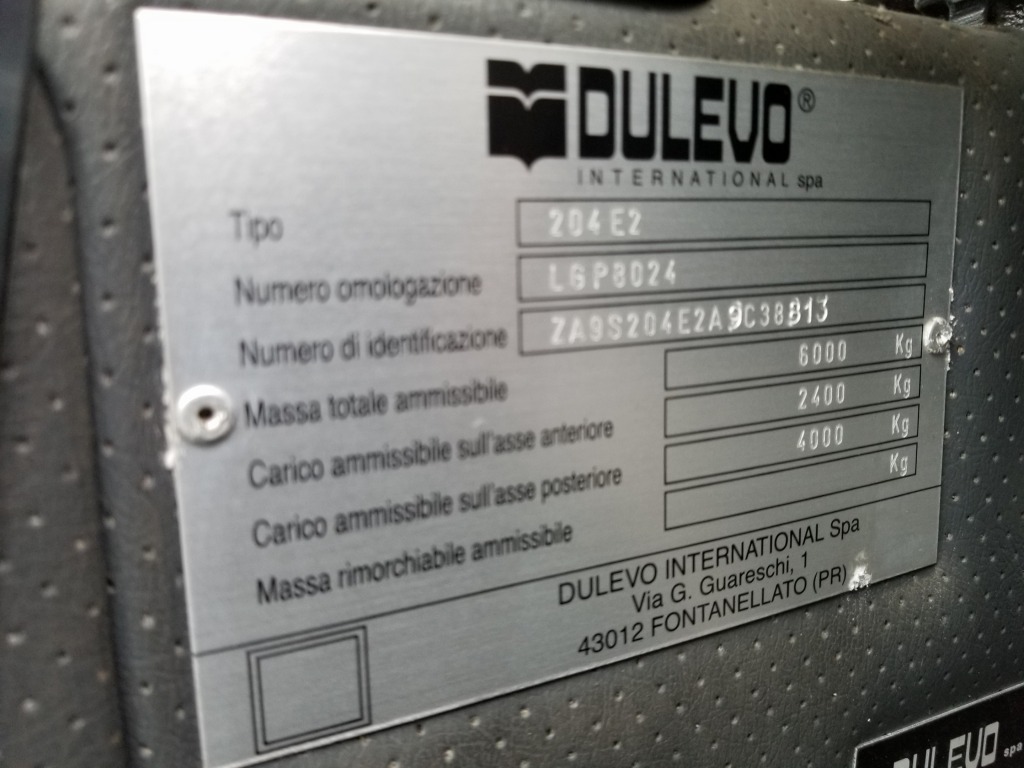 DULEVO®
INTERNATIONAL spa
Tipo 204 E2
Numero omologazione LGP8024
Numero di identificazione ZA9S204E2A9C38813
Massa totale ammissibile 6000 Kg
Carico ammissibile sull'asse anteriore 2400 Kg
Carico ammissibile sull'asse posteriore 4000 Kg
Massa rimorchiabile ammissibile Kg
DULEVO INTERNATIONAL Spa
Via G. Guareschi, 1
43012 FONTANELLATO (PR)
DULEVO spa